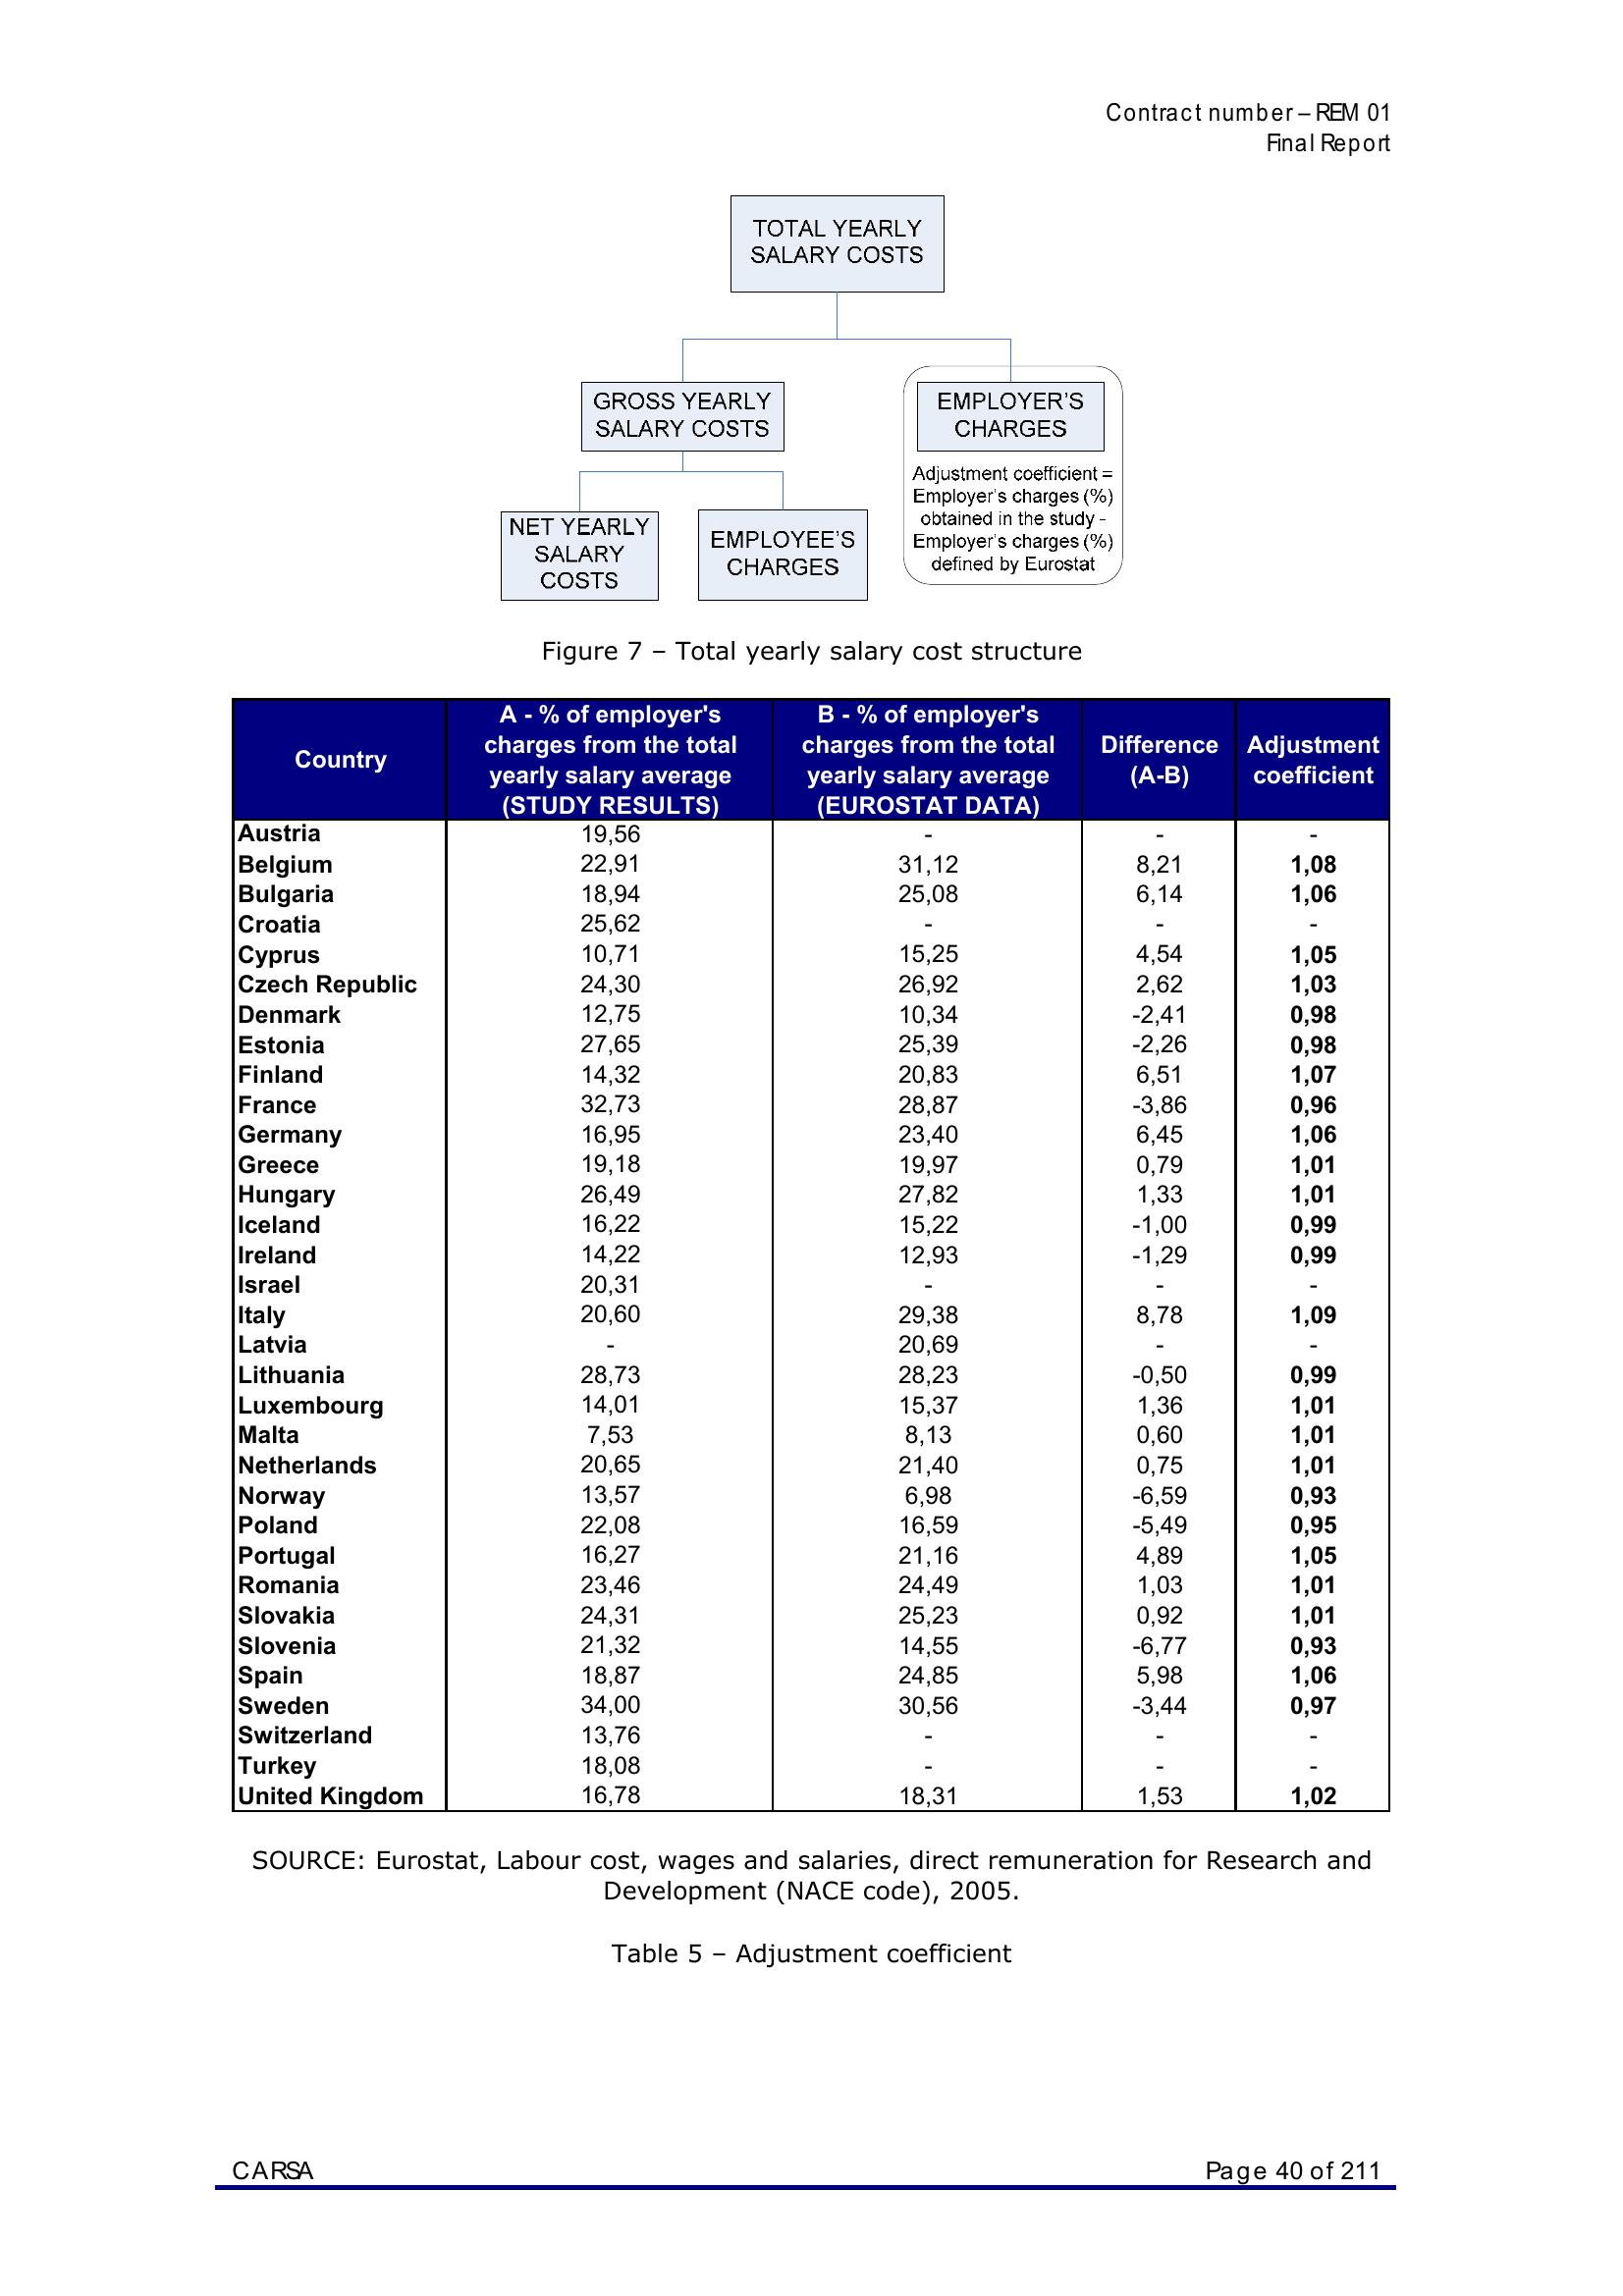 Contract number – REM 01
Final Report
TOTAL YEARLY
SALARY COSTS
GROSS YEARLY
SALARY COSTS
EMPLOYER'S
CHARGES
Adjustment coefficient =
Employer's charges (%)
obtained in the study -
Employer's charges (%)
defined by Eurostat
NET YEARLY
SALARY
COSTS
EMPLOYEE'S
CHARGES
Figure 7 – Total yearly salary cost structure
Country
A - % of employer's
charges from the total
yearly salary average
(STUDY RESULTS)
B - % of employer's
charges from the total
yearly salary average
(EUROSTAT DATA)
Difference
(A-B)
Adjustment
coefficient
Austria 19,56 - - -
Belgium 22,91 31,12 8,21 1,08
Bulgaria 18,94 25,08 6,14 1,06
Croatia 25,62 - - -
Cyprus 10,71 15,25 4,54 1,05
Czech Republic 24,30 26,92 2,62 1,03
Denmark 12,75 10,34 -2,41 0,98
Estonia 27,65 25,39 -2,26 0,98
Finland 14,32 20,83 6,51 1,07
France 32,73 28,87 -3,86 0,96
Germany 16,95 23,40 6,45 1,06
Greece 19,18 19,97 0,79 1,01
Hungary 26,49 27,82 1,33 1,01
Iceland 16,22 15,22 -1,00 0,99
Ireland 14,22 12,93 -1,29 0,99
Israel 20,31 - - -
Italy 20,60 29,38 8,78 1,09
Latvia - 20,69 - -
Lithuania 28,73 28,23 -0,50 0,99
Luxembourg 14,01 15,37 1,36 1,01
Malta 7,53 8,13 0,60 1,01
Netherlands 20,65 21,40 0,75 1,01
Norway 13,57 6,98 -6,59 0,93
Poland 22,08 16,59 -5,49 0,95
Portugal 16,27 21,16 4,89 1,05
Romania 23,46 24,49 1,03 1,01
Slovakia 24,31 25,23 0,92 1,01
Slovenia 21,32 14,55 -6,77 0,93
Spain 18,87 24,85 5,98 1,06
Sweden 34,00 30,56 -3,44 0,97
Switzerland 13,76 - - -
Turkey 18,08 - - -
United Kingdom 16,78 18,31 1,53 1,02
SOURCE: Eurostat, Labour cost, wages and salaries, direct remuneration for Research and
Development (NACE code), 2005.
Table 5 – Adjustment coefficient
CARSA
Page 40 of 211